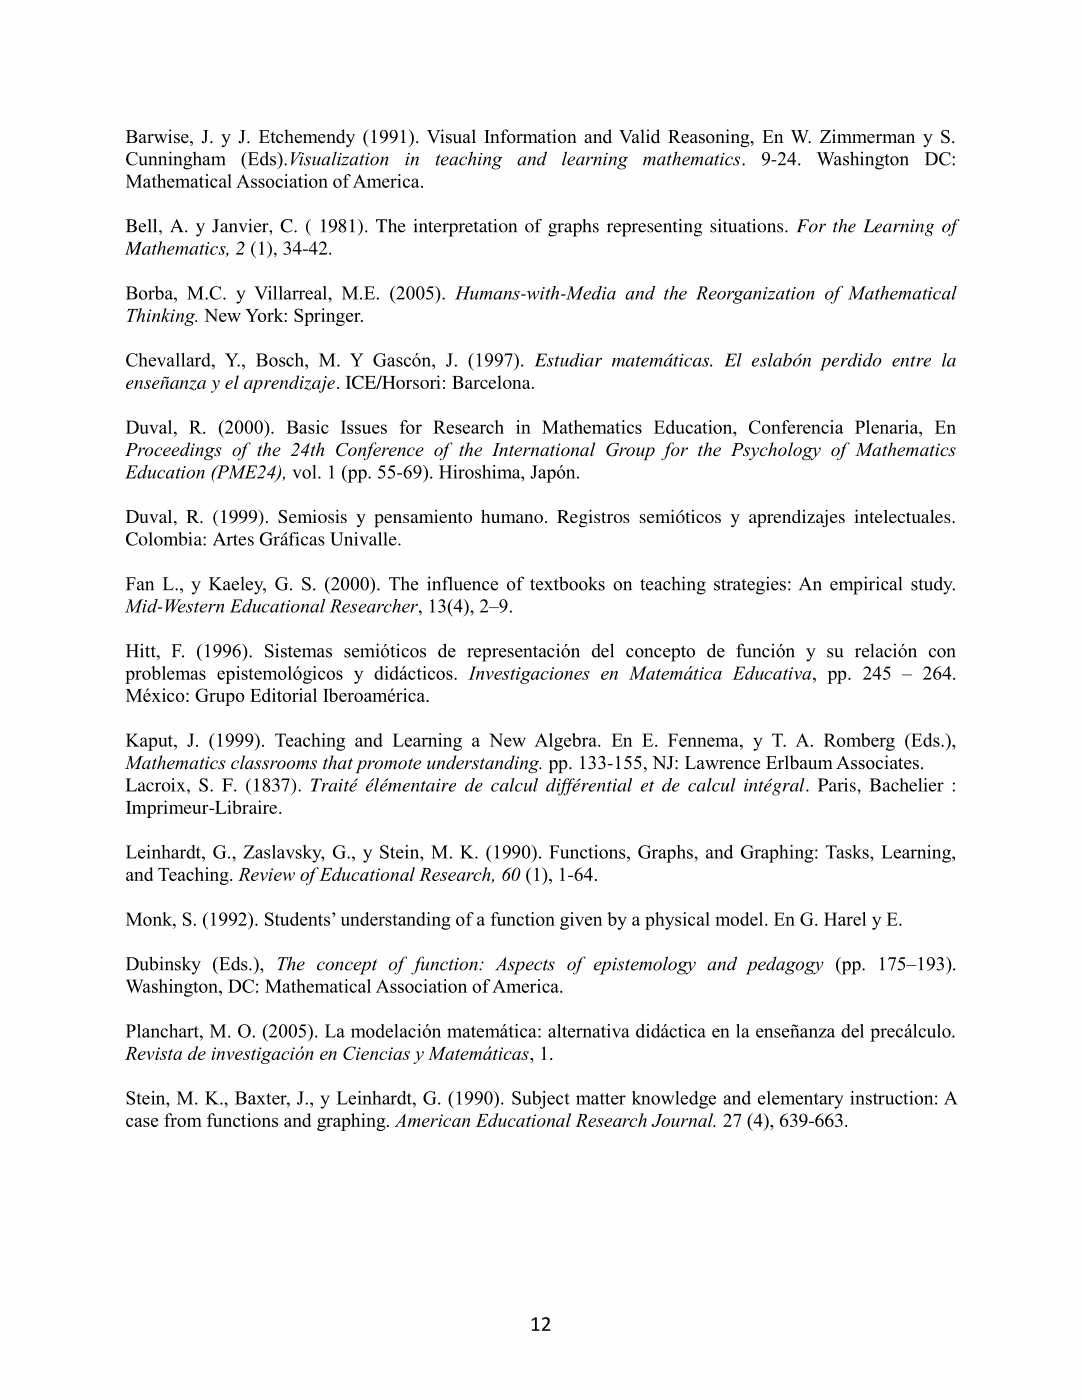 Barwise, J. y J. Etchemendy (1991). Visual Information and Valid Reasoning, En W. Zimmerman y S.
Cunningham (Eds).Visualization in teaching and learning mathematics. 9-24. Washington DC:
Mathematical Association of America.
Bell, A. y Janvier, C. ( 1981). The interpretation of graphs representing situations. For the Learning of
Mathematics, 2 (1), 34-42.
Borba, M.C. y Villarreal, M.E. (2005). Humans-with-Media and the Reorganization of Mathematical
Thinking. New York: Springer.
Chevallard, Y., Bosch, M. Y Gascón, J. (1997). Estudiar matemáticas. El eslabón perdido entre la
enseñanza y el aprendizaje. ICE/Horsori: Barcelona.
Duval, R. (2000). Basic Issues for Research in Mathematics Education, Conferencia Plenaria, En
Proceedings of the 24th Conference of the International Group for the Psychology of Mathematics
Education (PME24), vol. 1 (pp. 55-69). Hiroshima, Japón.
Duval, R. (1999). Semiosis y pensamiento humano. Registros semióticos y aprendizajes intelectuales.
Colombia: Artes Gráficas Univalle.
Fan L., y Kaeley, G. S. (2000). The influence of textbooks on teaching strategies: An empirical study.
Mid-Western Educational Researcher, 13(4), 2–9.
Hitt, F. (1996). Sistemas semióticos de representación del concepto de función y su relación con
problemas epistemológicos y didácticos. Investigaciones en Matemática Educativa, pp. 245 – 264.
México: Grupo Editorial Iberoamérica.
Kaput, J. (1999). Teaching and Learning a New Algebra. En E. Fennema, y T. A. Romberg (Eds.),
Mathematics classrooms that promote understanding. pp. 133-155, NJ: Lawrence Erlbaum Associates.
Lacroix, S. F. (1837). Traité élémentaire de calcul différential et de calcul intégral. Paris, Bachelier :
Imprimeur-Libraire.
Leinhardt, G., Zaslavsky, G., y Stein, M. K. (1990). Functions, Graphs, and Graphing: Tasks, Learning,
and Teaching. Review of Educational Research, 60 (1), 1-64.
Monk, S. (1992). Students’ understanding of a function given by a physical model. En G. Harel y E.
Dubinsky (Eds.), The concept of function: Aspects of epistemology and pedagogy (pp. 175–193).
Washington, DC: Mathematical Association of America.
Planchart, M. O. (2005). La modelación matemática: alternativa didáctica en la enseñanza del precálculo.
Revista de investigación en Ciencias y Matemáticas, 1.
Stein, M. K., Baxter, J., y Leinhardt, G. (1990). Subject matter knowledge and elementary instruction: A
case from functions and graphing. American Educational Research Journal. 27 (4), 639-663.
12